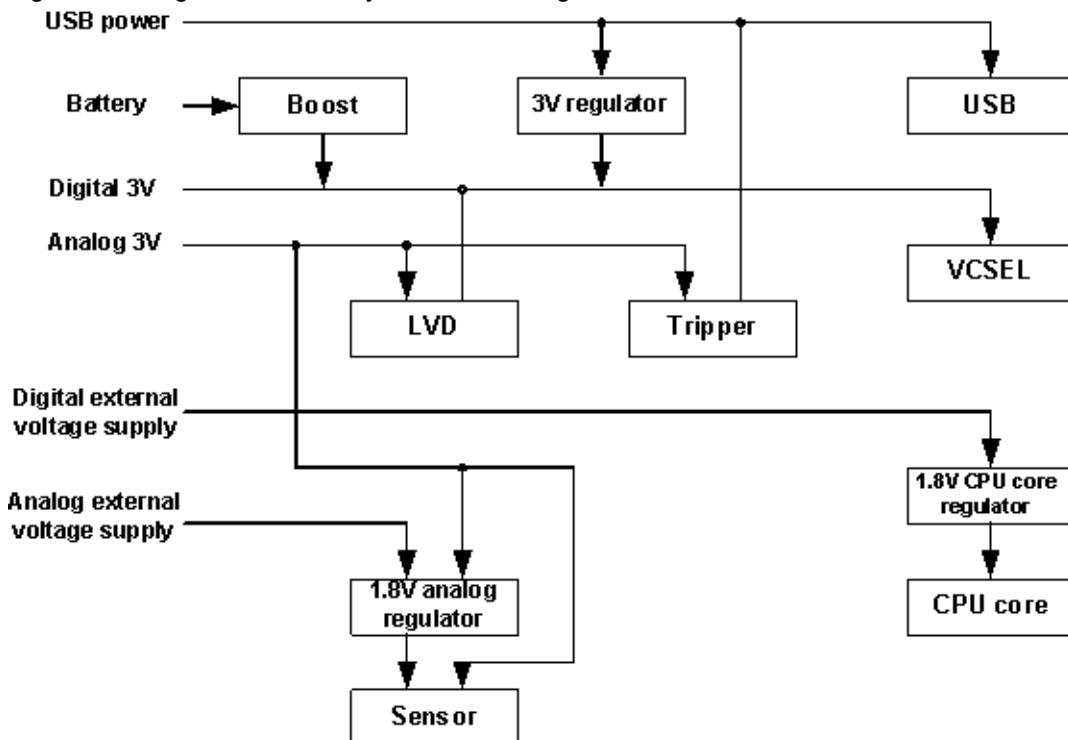 USB power
Battery
Boost
3V regulator
USB
Digital 3V
Analog 3V
VCSEL
LVD
Tripper
Digital external
voltage supply
1.8V CPU core
regulator
Analog external
voltage supply
1.8V analog
regulator
CPU core
Sensor